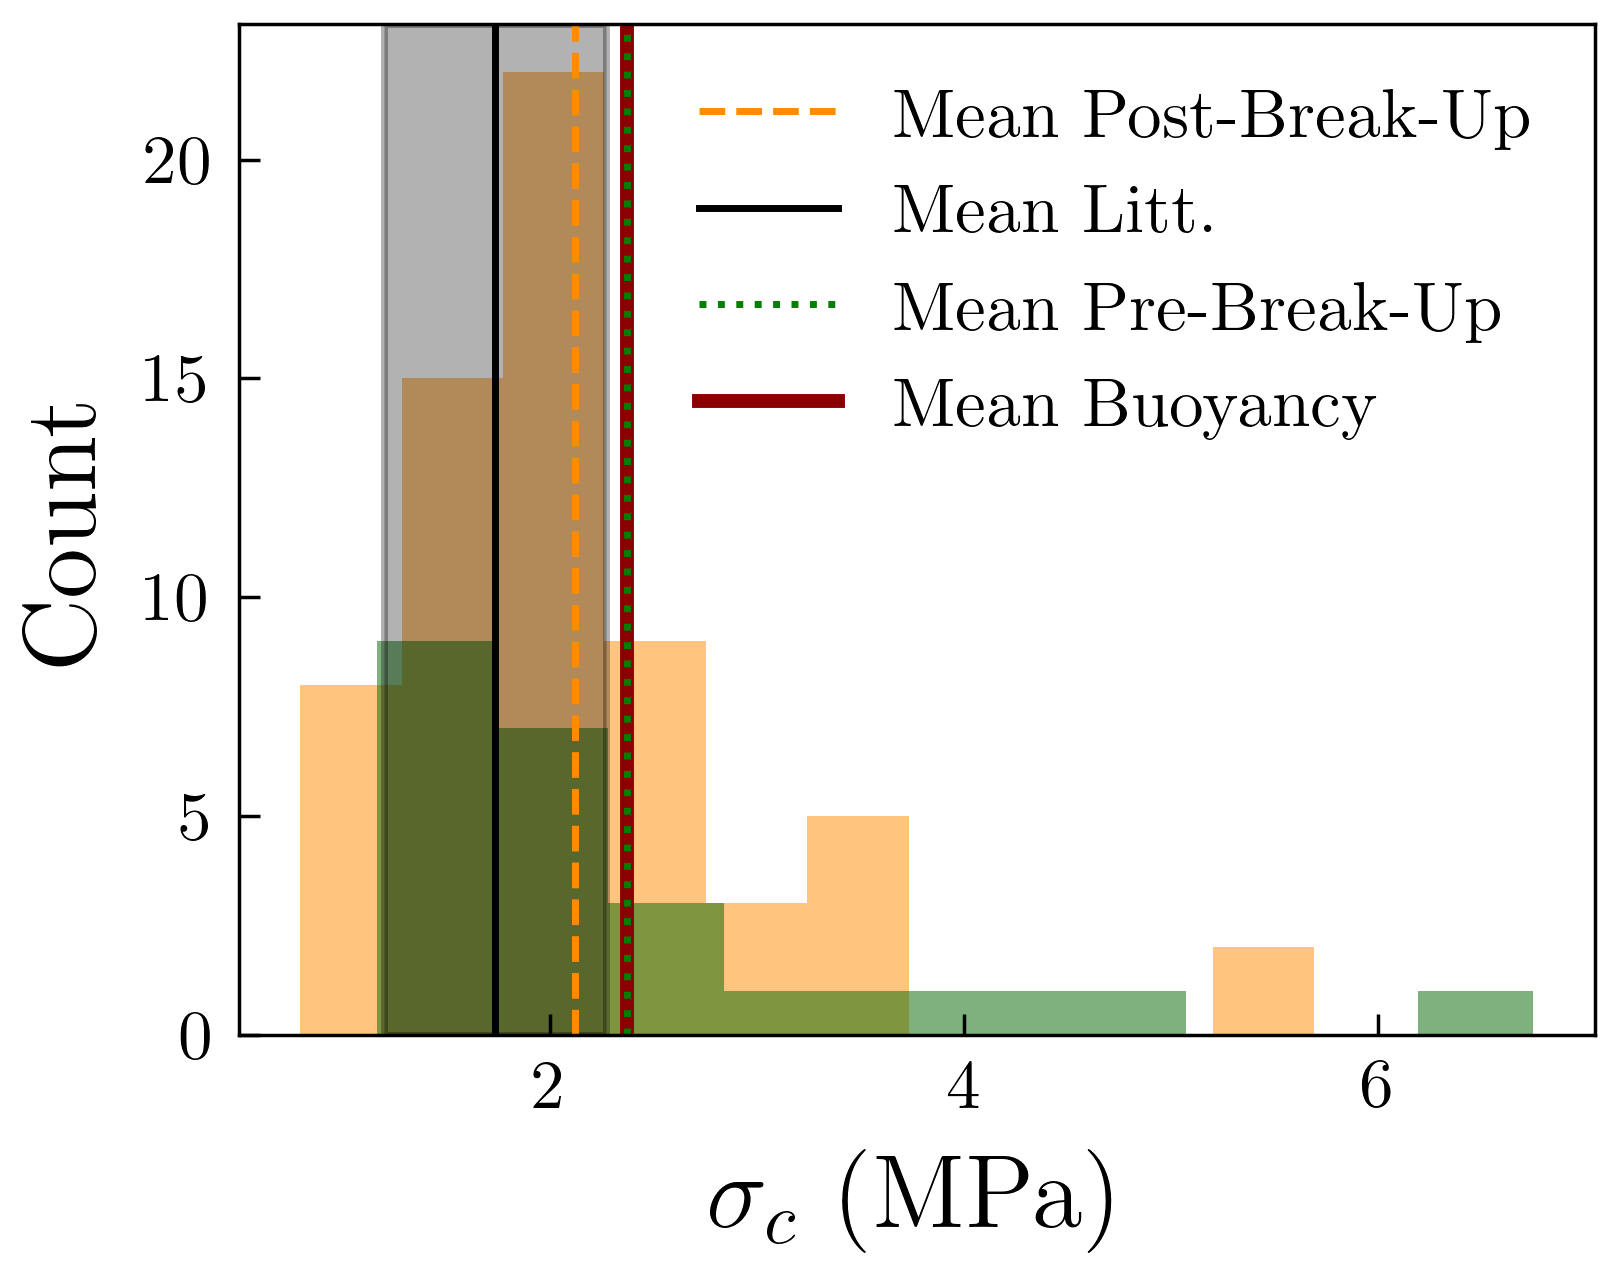 Mean Post-Break-Up
Mean Litt.
Mean Pre-Break-Up
Mean Buoyancy
20
15
10
5
0
Count
2 4 6
σ_c (MPa)